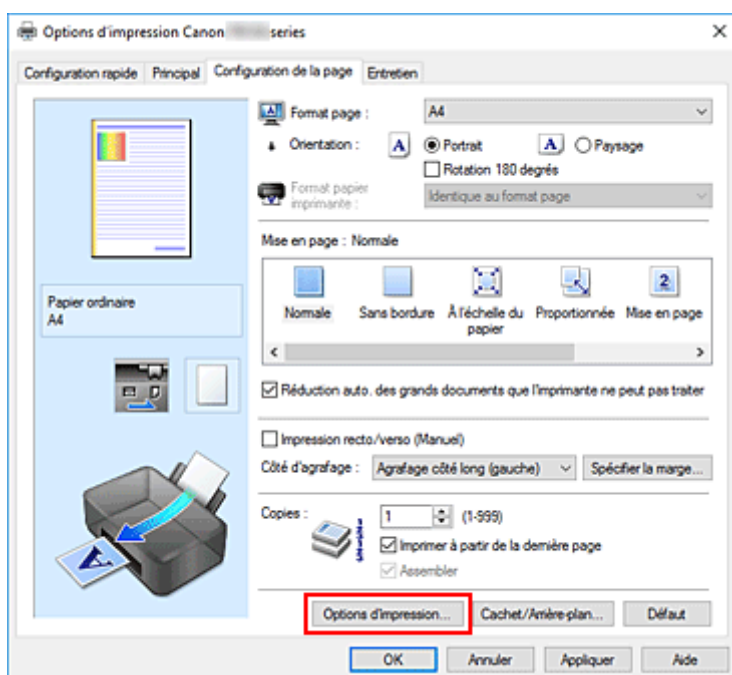 Options d'impression Canon series
Configuration rapide Principal Configuration de la page Entretien
Format page : A4
Orientation : A Portrait A Paysage
Rotation 180 degrés
Format papier imprimante : Identique au format page
Mise en page : Normale
2
Normale Sans bordure À l'échelle du papier Proportionnée Mise en page
Papier ordinaire
A4
Réduction auto. des grands documents que l'imprimante ne peut pas traiter
Impression recto/verso (Manuel)
Côté d'agrafage : Agrafage côté long (gauche) Spécifier la marge...
Copies : 1 (1-999)
Imprimer à partir de la dernière page
Assembler
A
Options d'impression... Cachet/Arrière-plan... Défaut
OK Annuler Appliquer Aide